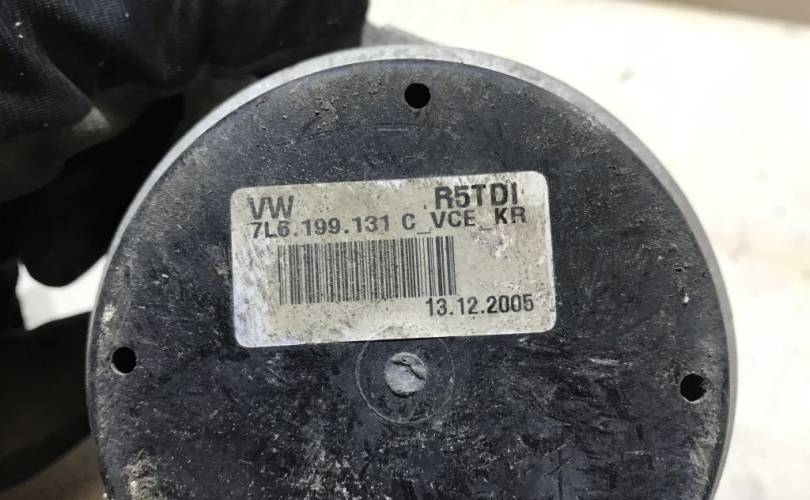 VW R5TDI
7L6.199.131 C_VCE_KR
13.12.2005